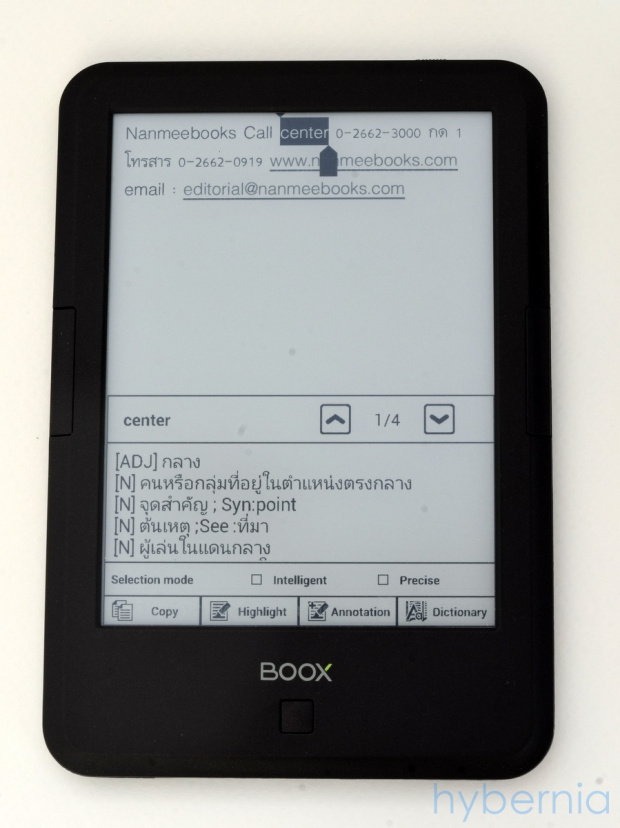 Nanmeebooks Call center 0-2662-3000 กด 1
โทรสาร 0-2662-0919 www.nanmeebooks.com
email : editorial@nanmeebooks.com
center 1/4
[ADJ] กลาง
[N] คนหรือกลุ่มที่อยู่ในตำแหน่งตรงกลาง
[N] จุดสำคัญ ; Syn:point
[N] ต้นเหตุ ;See :ที่มา
[N] ผู้เล่นในแดนกลาง
Selection mode Intelligent Precise
Copy Highlight Annotation Dictionary
BOOX
hybernia